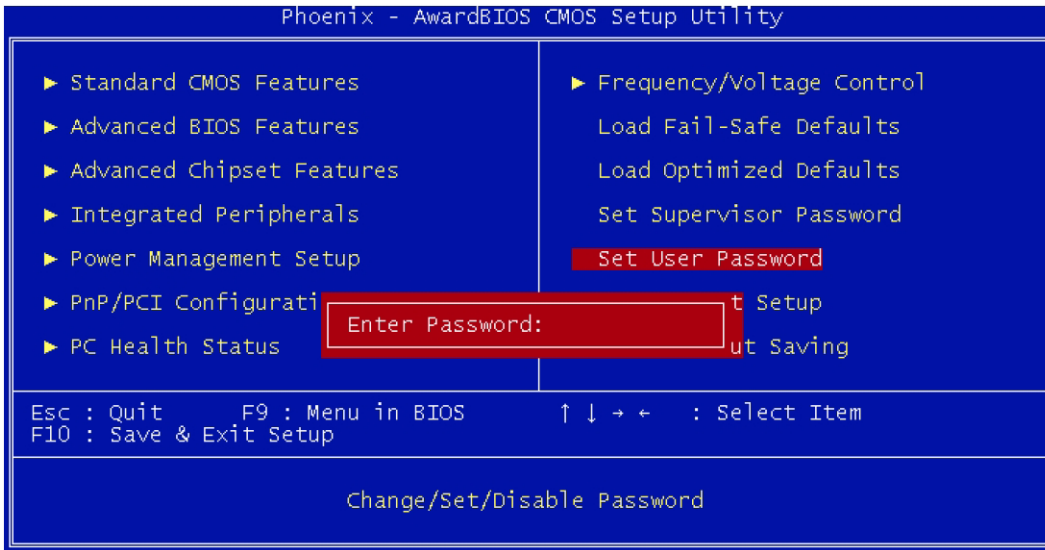 Phoenix - AwardBIOS CMOS Setup Utility
► Standard CMOS Features
► Advanced BIOS Features
► Advanced Chipset Features
► Integrated Peripherals
► Power Management Setup
► PnP/PCI Configurati
► PC Health Status
► Frequency/Voltage Control
Load Fail-Safe Defaults
Load Optimized Defaults
Set Supervisor Password
Set User Password
t Setup
ut Saving
Enter Password:
Esc : Quit F9 : Menu in BIOS ↑ ↓ → ← : Select Item
F10 : Save & Exit Setup
Change/Set/Disable Password